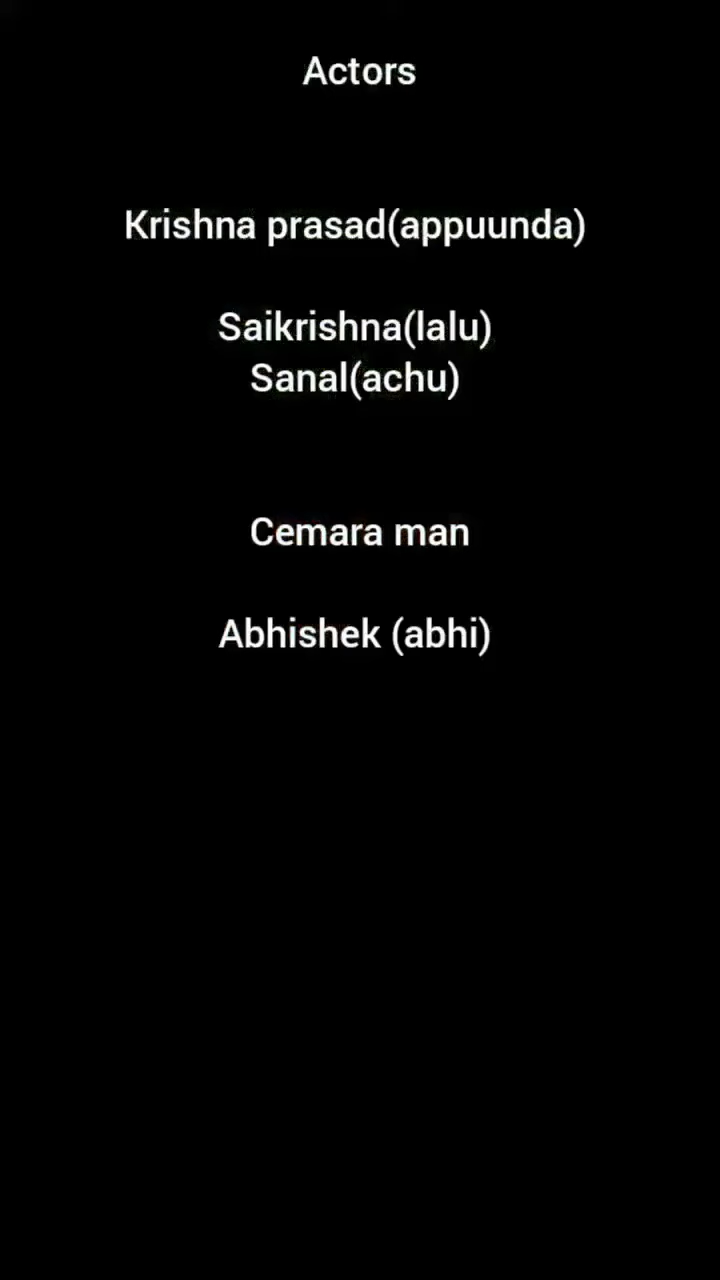 Actors
Krishna prasad(appuunda)
Saikrishna(lalu)
Sanal(achu)
Cemara man
Abhishek (abhi)